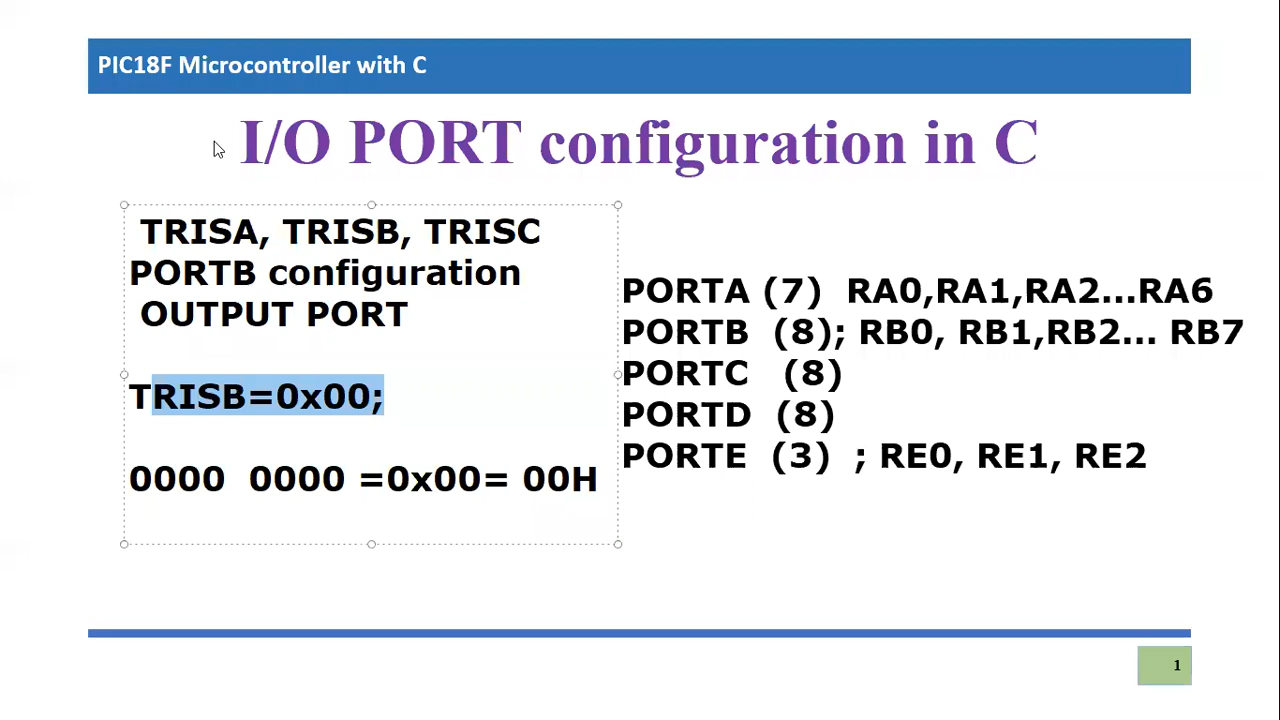 PIC18F Microcontroller with C
I/O PORT configuration in C
TRISA, TRISB, TRISC
PORTB configuration
OUTPUT PORT
TRISB=0x00;
0000 0000 =0x00= 00H
PORTA (7) RA0,RA1,RA2...RA6
PORTB (8); RB0, RB1,RB2... RB7
PORTC (8)
PORTD (8)
PORTE (3) ; RE0, RE1, RE2
1